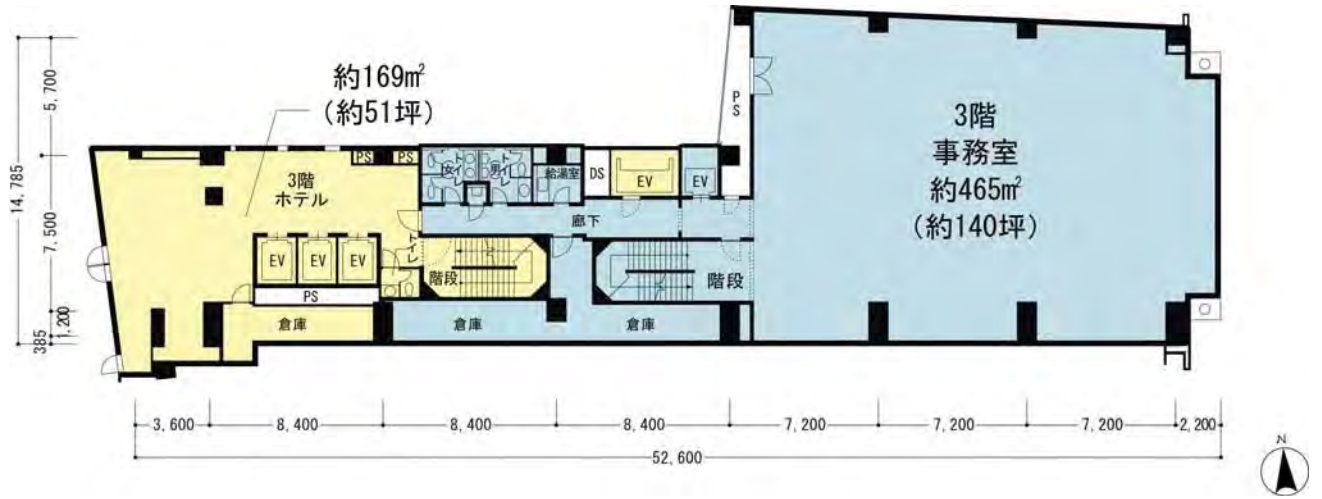 約169㎡
(約51坪)
3階
事務室
約465㎡
(約140坪)
PS
PS
PS
3階
ホテル
女
トイレ
男
トイレ
給湯室
DS
EV
EV
廊下
EV
EV
EV
トイレ
階段
階段
PS
倉庫
倉庫
倉庫
14,785
5,700
7,500
1,200
385
3,600
8,400
8,400
8,400
7,200
7,200
7,200
2,200
52,600
N